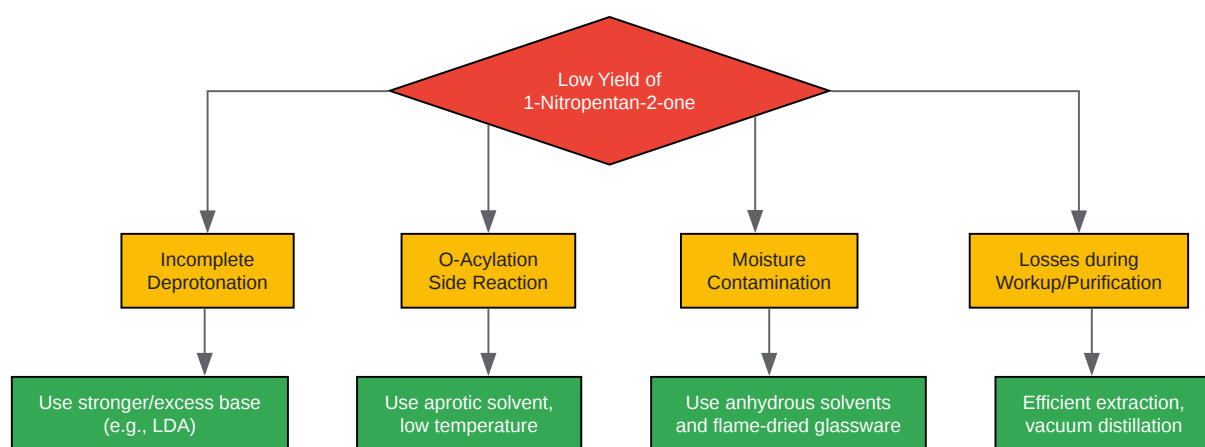 Low Yield of
1-Nitropentan-2-one
Incomplete
Deprotonation
O-Acylation
Side Reaction
Moisture
Contamination
Losses during
Workup/Purification
Use stronger/excess base
(e.g., LDA)
Use aprotic solvent,
low temperature
Use anhydrous solvents
and flame-dried glassware
Efficient extraction,
vacuum distillation